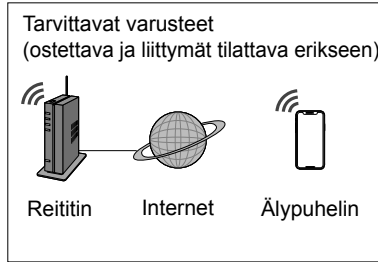 Tarvittavat varusteet
(ostettava ja liittymät tilattava erikseen)
Reititin Internet Älypuhelin